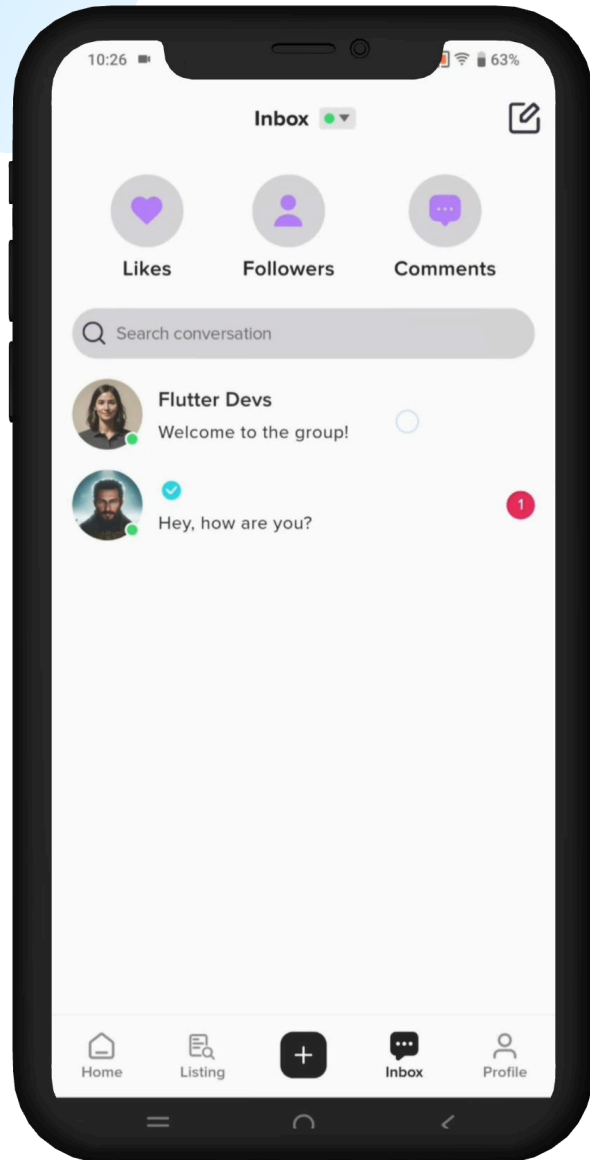 10:26
63%
Inbox
Likes Followers Comments
Search conversation
Flutter Devs
Welcome to the group!
Hey, how are you?
1
Home Listing Inbox Profile